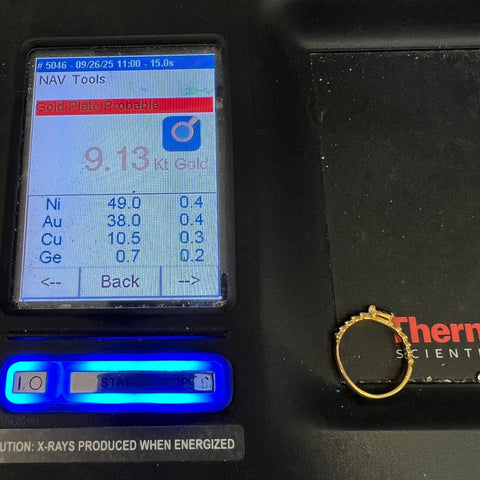 # 5046 - 09/26/25 11:00 - 15.0s
NAV Tools
Gold Plate Probable
9.13 Kt Gold
Ni 49.0 0.4
Au 38.0 0.4
Cu 10.5 0.3
Ge 0.7 0.2
<-- Back -->
I.O
UTION: X-RAYS PRODUCED WHEN ENERGIZED
Therm
SCIENTI